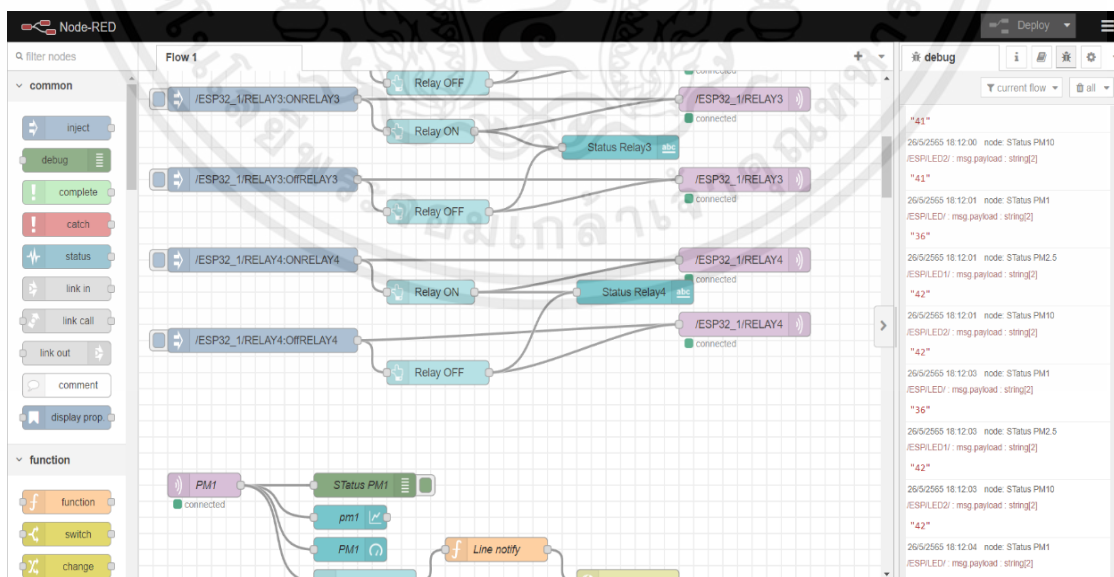 Node-RED
Deploy
filter nodes
common
inject
debug
complete
catch
status
link in
link call
link out
comment
display prop.
function
function
switch
change
Flow 1
Relay OFF
/ESP32_1/RELAY3:ONRELAY3
Relay ON
/ESP32_1/RELAY3
connected
Status Relay3
abc
/ESP32_1/RELAY3:OffRELAY3
Relay OFF
/ESP32_1/RELAY3
connected
/ESP32_1/RELAY4:ONRELAY4
Relay ON
/ESP32_1/RELAY4
connected
Status Relay4
abc
/ESP32_1/RELAY4:OffRELAY4
Relay OFF
/ESP32_1/RELAY4
connected
PM1
connected
STatus PM1
pm1
PM1
Line notify
debug
current flow
all
"41"
26/5/2565 18:12:00 node: STatus PM10
/ESP/LED2/ : msg.payload : string[2]
"41"
26/5/2565 18:12:01 node: STatus PM1
/ESP/LED/ : msg.payload : string[2]
"36"
26/5/2565 18:12:01 node: STatus PM2.5
/ESP/LED1/ : msg.payload : string[2]
"42"
26/5/2565 18:12:01 node: STatus PM10
/ESP/LED2/ : msg.payload : string[2]
"42"
26/5/2565 18:12:03 node: STatus PM1
/ESP/LED/ : msg.payload : string[2]
"36"
26/5/2565 18:12:03 node: STatus PM2.5
/ESP/LED1/ : msg.payload : string[2]
"42"
26/5/2565 18:12:03 node: STatus PM10
/ESP/LED2/ : msg.payload : string[2]
"42"
26/5/2565 18:12:04 node: STatus PM1
/ESP/LED/ : msg.payload : string[2]